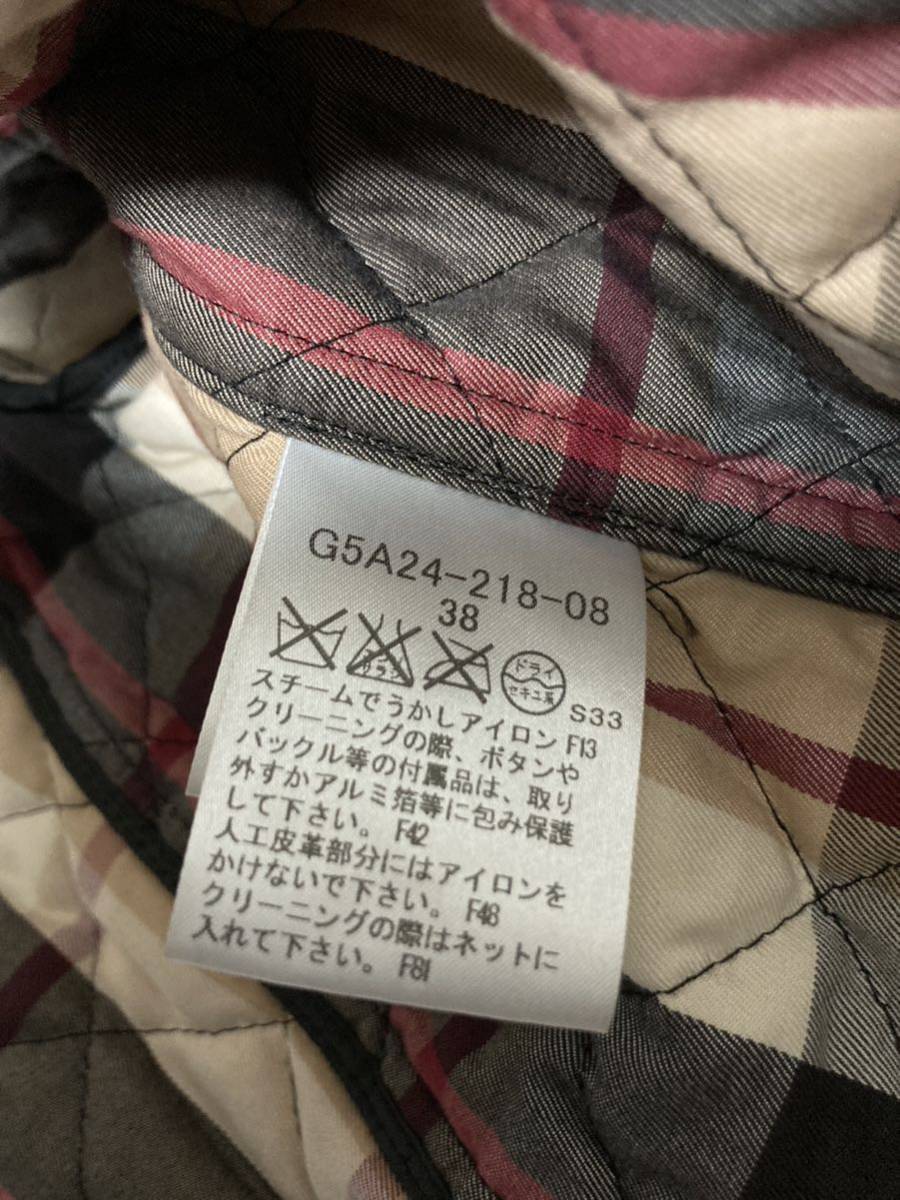 G5A24-218-08
38
サラシ
ドライ
セキユ系
S33
スチームでうかしアイロン F13
クリーニングの際、ボタンや
バックル等の付属品は、取り
外すかアルミ箔等に包み保護
して下さい。 F42
人工皮革部分にはアイロンを
かけないで下さい。 F48
クリーニングの際はネットに
入れて下さい。 F81